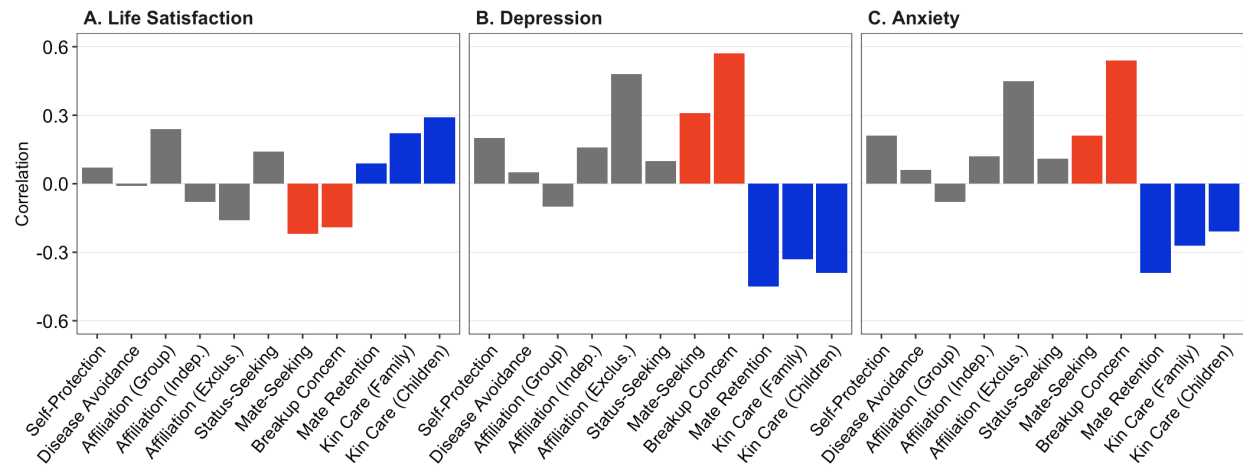 A. Life Satisfaction
B. Depression
C. Anxiety
Correlation
0.6
0.3
0.0
-0.3
-0.6
Self-Protection
Disease Avoidance
Affiliation (Group)
Affiliation (Indep.)
Affiliation (Exclus.)
Status-Seeking
Mate-Seeking
Breakup Concern
Mate Retention
Kin Care (Family)
Kin Care (Children)
Self-Protection
Disease Avoidance
Affiliation (Group)
Affiliation (Indep.)
Affiliation (Exclus.)
Status-Seeking
Mate-Seeking
Breakup Concern
Mate Retention
Kin Care (Family)
Kin Care (Children)
Self-Protection
Disease Avoidance
Affiliation (Group)
Affiliation (Indep.)
Affiliation (Exclus.)
Status-Seeking
Mate-Seeking
Breakup Concern
Mate Retention
Kin Care (Family)
Kin Care (Children)